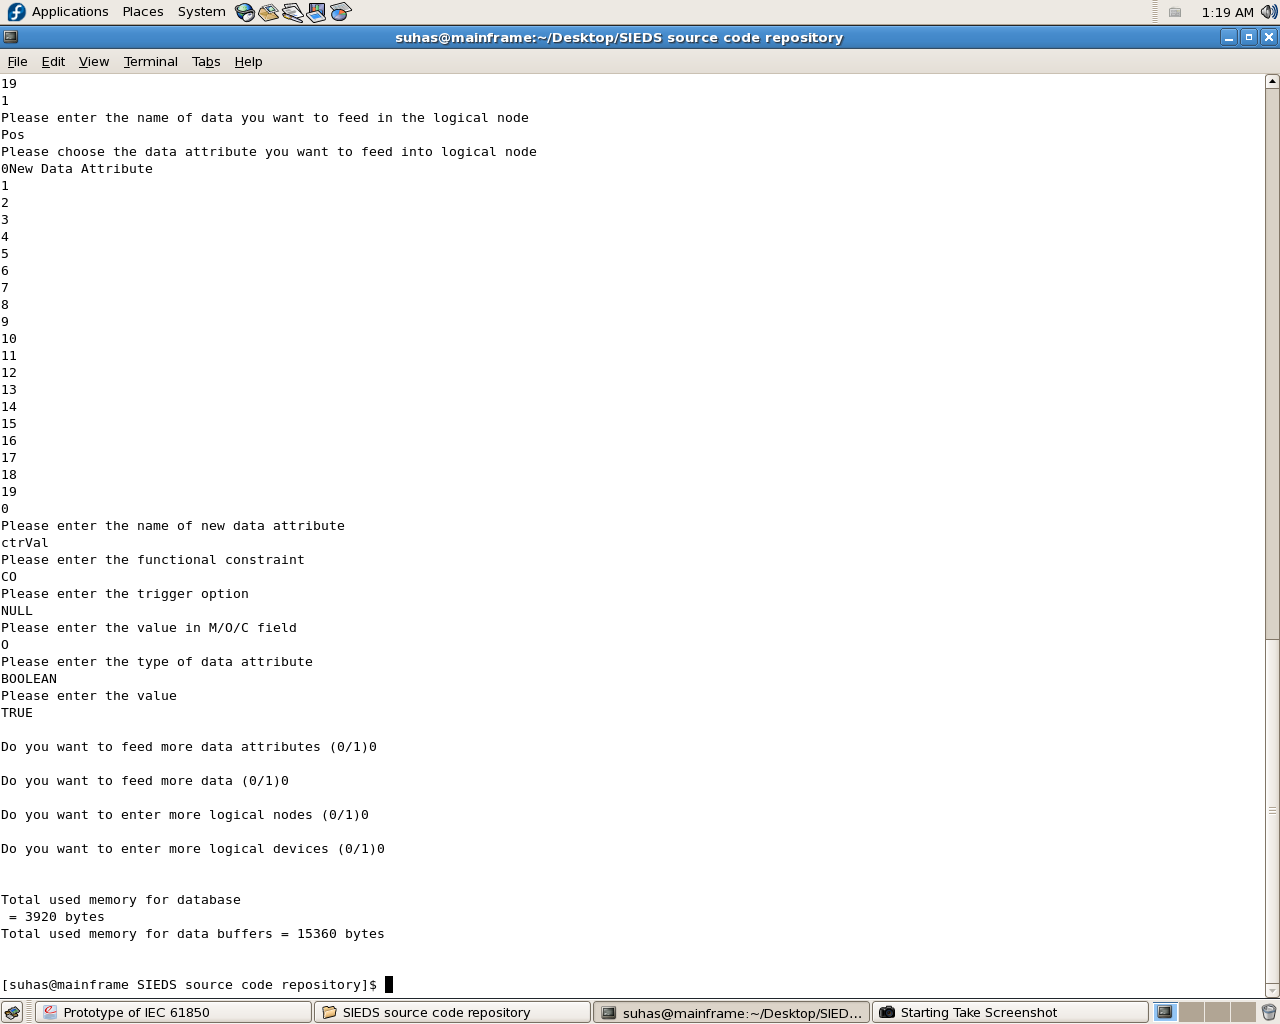 Applications Places System 1:19 AM
suhas@mainframe:~/Desktop/SIEDS source code repository
File Edit View Terminal Tabs Help
19
1
Please enter the name of data you want to feed in the logical node
Pos
Please choose the data attribute you want to feed into logical node
0New Data Attribute
1
2
3
4
5
6
7
8
9
10
11
12
13
14
15
16
17
18
19
0
Please enter the name of new data attribute
ctrVal
Please enter the functional constraint
CO
Please enter the trigger option
NULL
Please enter the value in M/O/C field
O
Please enter the type of data attribute
BOOLEAN
Please enter the value
TRUE
Do you want to feed more data attributes (0/1)0
Do you want to feed more data (0/1)0
Do you want to enter more logical nodes (0/1)0
Do you want to enter more logical devices (0/1)0
Total used memory for database
= 3920 bytes
Total used memory for data buffers = 15360 bytes
[suhas@mainframe SIEDS source code repository]$
Prototype of IEC 61850 SIEDS source code repository suhas@mainframe:~/Desktop/SIED... Starting Take Screenshot